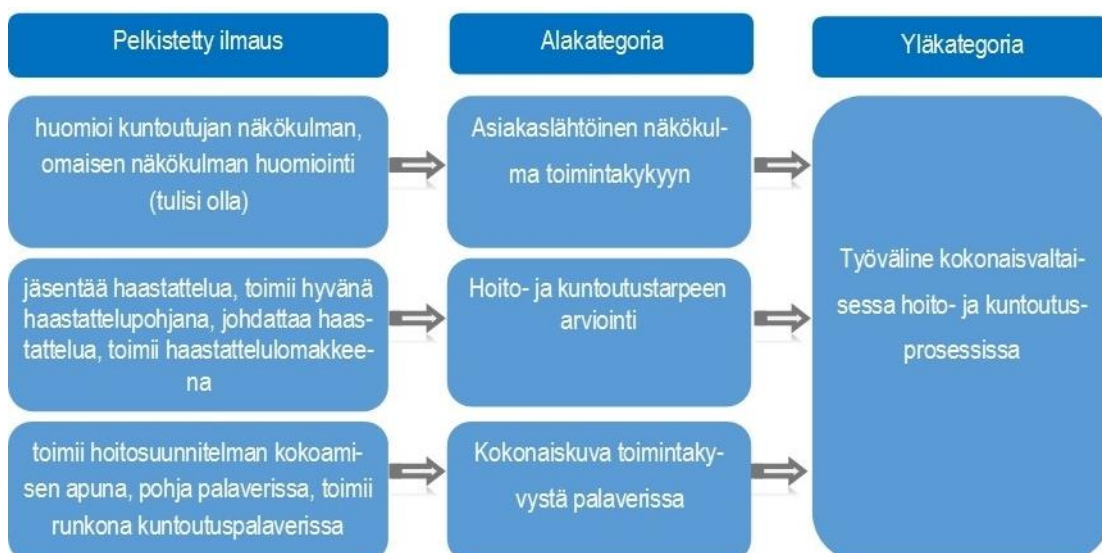 Pelkistetty ilmaus
Alakategoria
Yläkategoria
huomioi kuntoutujan näkökulman,
omaisen näkökulman huomiointi
(tulisi olla)
Asiakaslähtöinen näkökul-
ma toimintakykyyn
jäsentää haastattelua, toimii hyvänä
haastattelupohjana, johdattaa haas-
tattelua, toimii haastattelulomakkee-
na
Hoito- ja kuntoutustarpeen
arviointi
toimii hoitosuunnitelman kokoami-
sen apuna, pohja palaverissa, toimii
runkona kuntoutuspalaverissa
Kokonaiskuva toimintaky-
vystä palaverissa
Työväline kokonaisvaltai-
sessa hoito- ja kuntoutus-
prosessissa